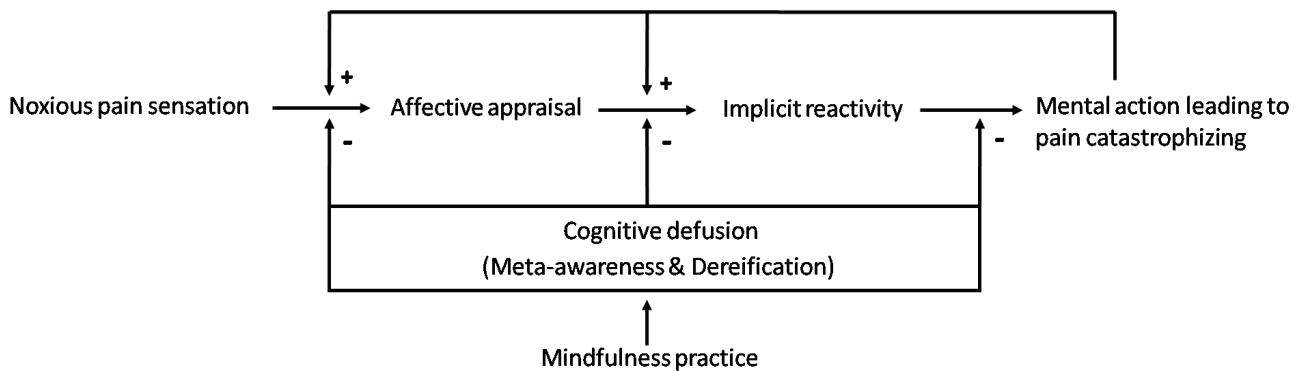 + +
Noxious pain sensation Affective appraisal Implicit reactivity Mental action leading to
pain catastrophizing
- - -
Cognitive defusion
(Meta-awareness & Dereification)
Mindfulness practice